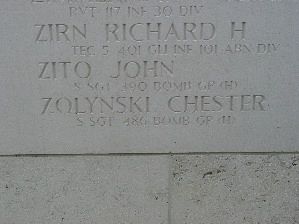 PVT 117 INF 30 DIV
ZIRN RICHARD H
TEC 5 401 GLI INF 101 ABN DIV
ZITO JOHN
S SGT 390 BOMB GP (H)
ZOLYNSKI CHESTER
S SGT 486 BOMB GP (H)